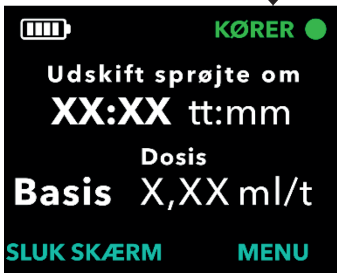 KØRER
Udskift sprøjte om
XX:XX tt:mm
Dosis
Basis X,XX ml/t
SLUK SKÆRM MENU